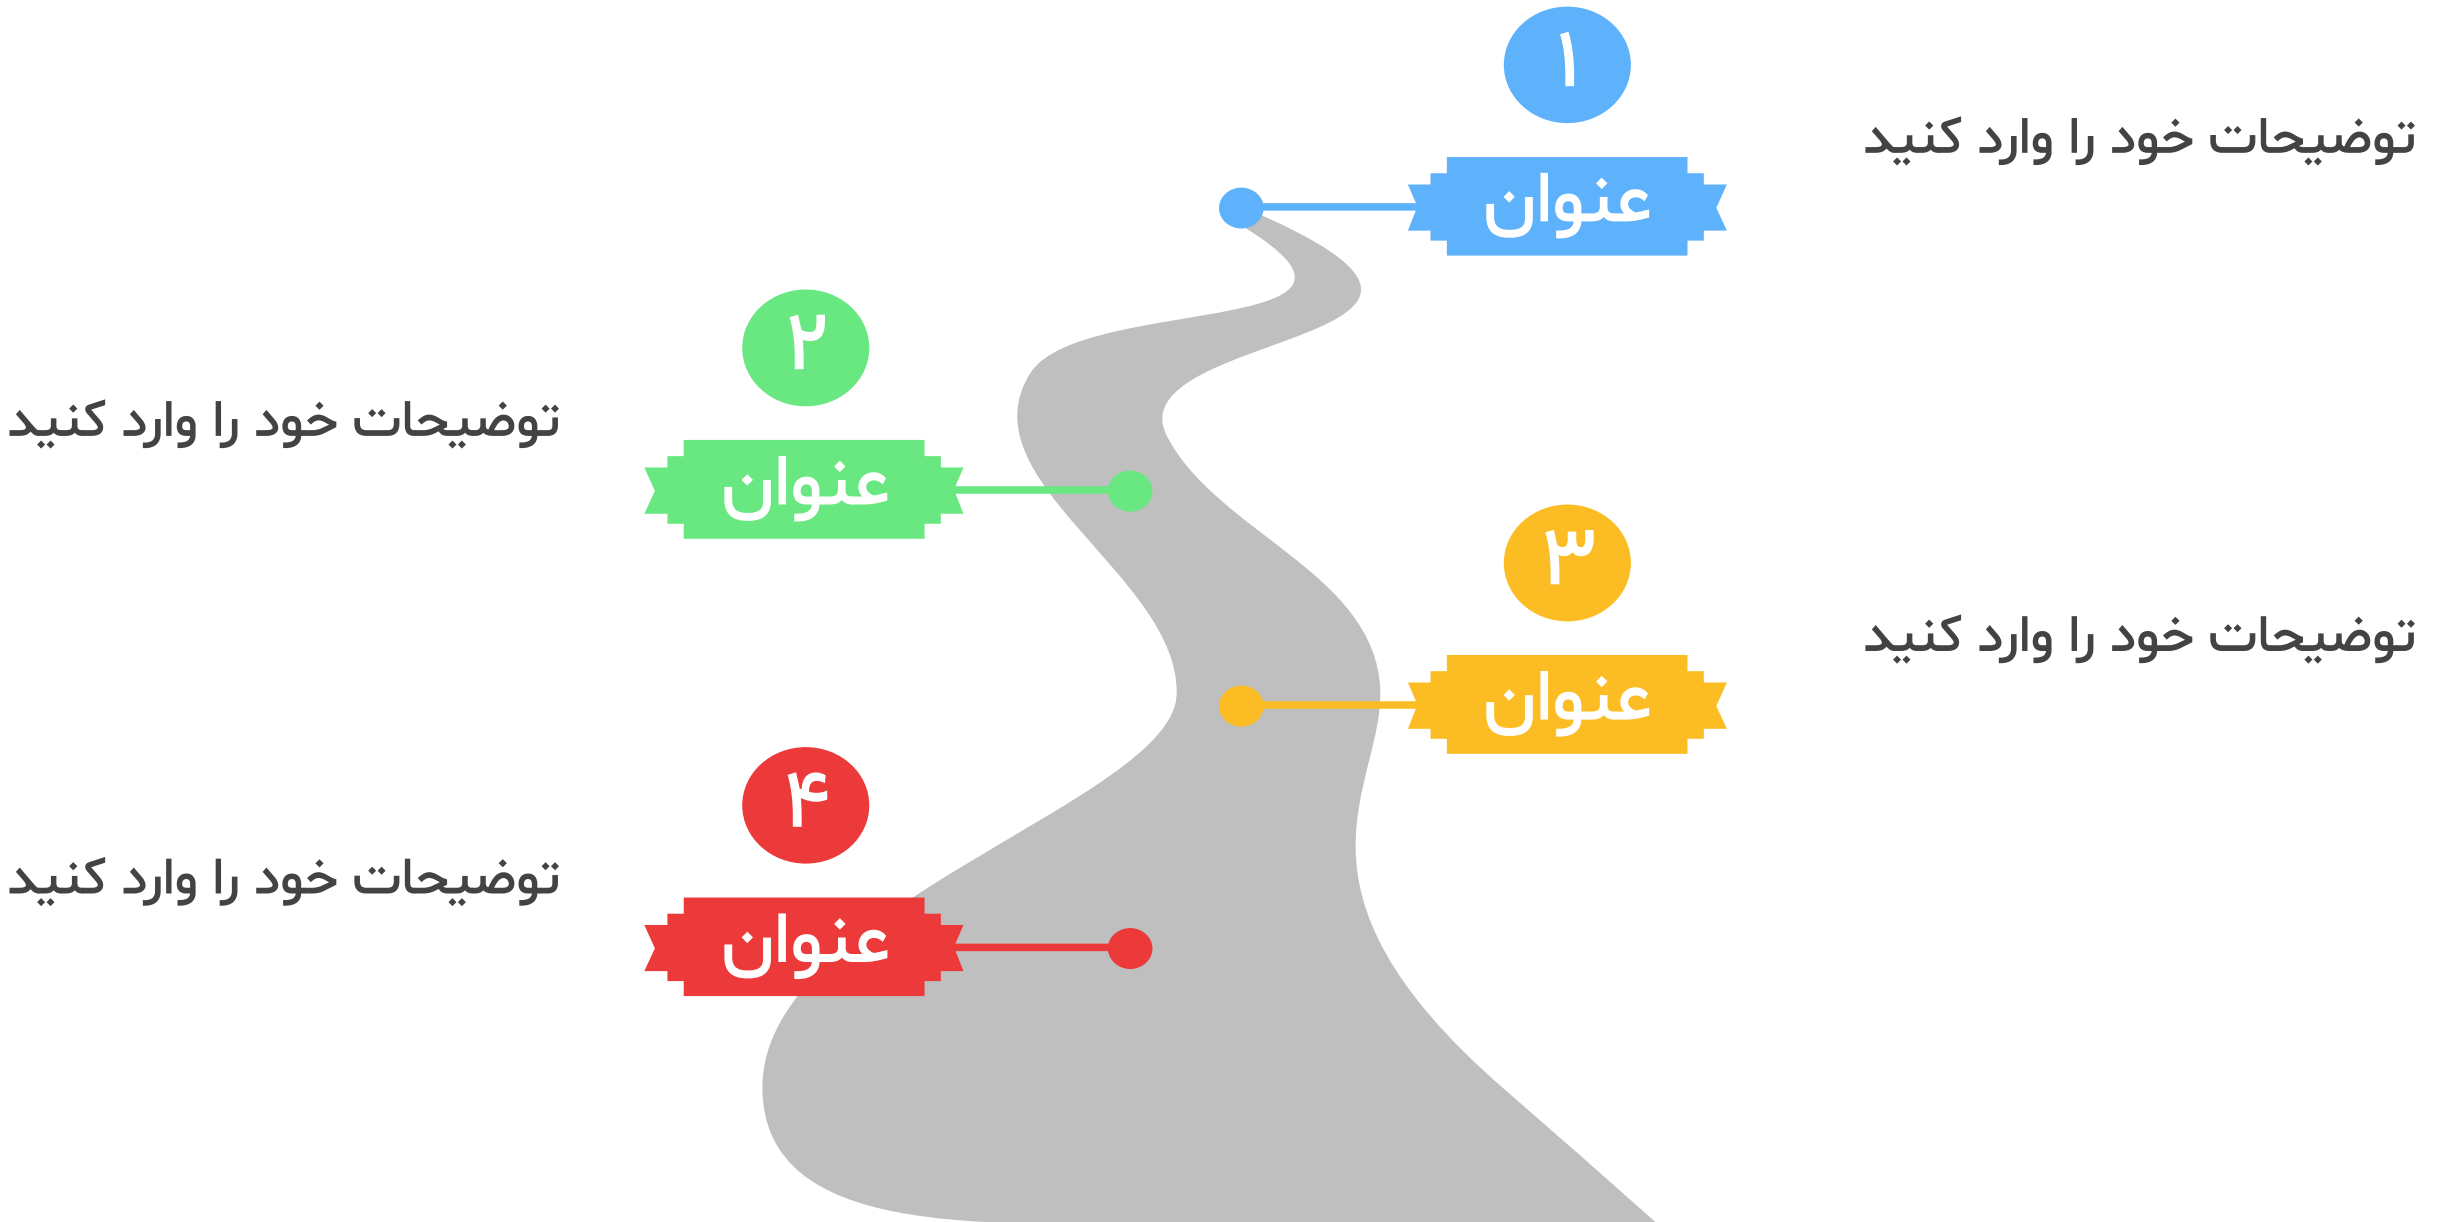 ۱
عنوان
توضیحات خود را وارد کنید
۲
عنوان
توضیحات خود را وارد کنید
۳
عنوان
توضیحات خود را وارد کنید
۴
عنوان
توضیحات خود را وارد کنید